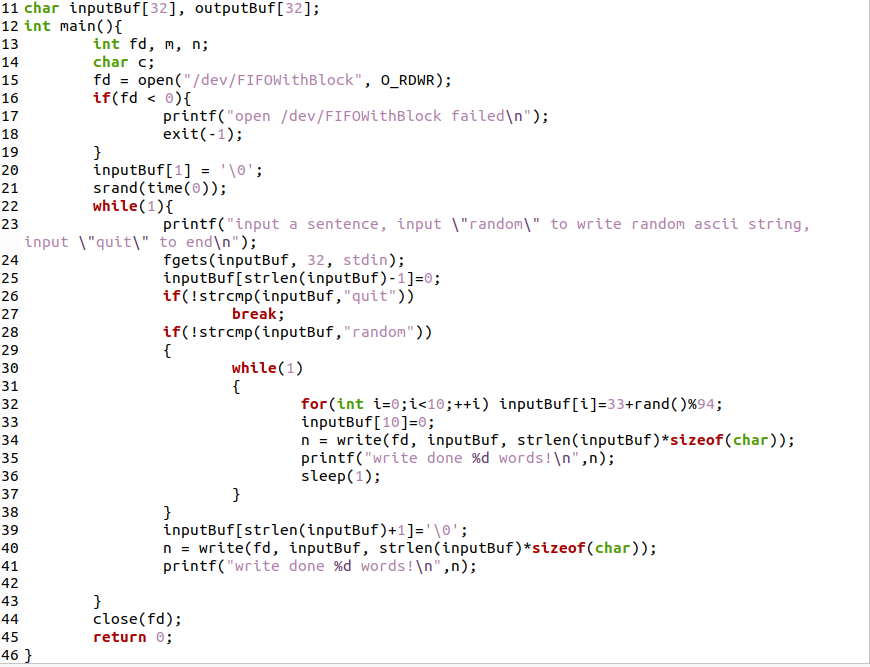 11 char inputBuf[32], outputBuf[32];
12 int main(){
13         int fd, m, n;
14         char c;
15         fd = open("/dev/FIFOWithBlock", O_RDWR);
16         if(fd < 0){
17                 printf("open /dev/FIFOWithBlock failed\n");
18                 exit(-1);
19         }
20         inputBuf[1] = '\0';
21         srand(time(0));
22         while(1){
23                 printf("input a sentence, input \"random\" to write random ascii string,
input \"quit\" to end\n");
24                 fgets(inputBuf, 32, stdin);
25                 inputBuf[strlen(inputBuf)-1]=0;
26                 if(!strcmp(inputBuf,"quit"))
27                         break;
28                 if(!strcmp(inputBuf,"random"))
29                 {
30                         while(1)
31                         {
32                                 for(int i=0;i<10;++i) inputBuf[i]=33+rand()%94;
33                                 inputBuf[10]=0;
34                                 n = write(fd, inputBuf, strlen(inputBuf)*sizeof(char));
35                                 printf("write done %d words!\n",n);
36                                 sleep(1);
37                         }
38                 }
39                 inputBuf[strlen(inputBuf)+1]='\0';
40                 n = write(fd, inputBuf, strlen(inputBuf)*sizeof(char));
41                 printf("write done %d words!\n",n);
42
43         }
44         close(fd);
45         return 0;
46 }